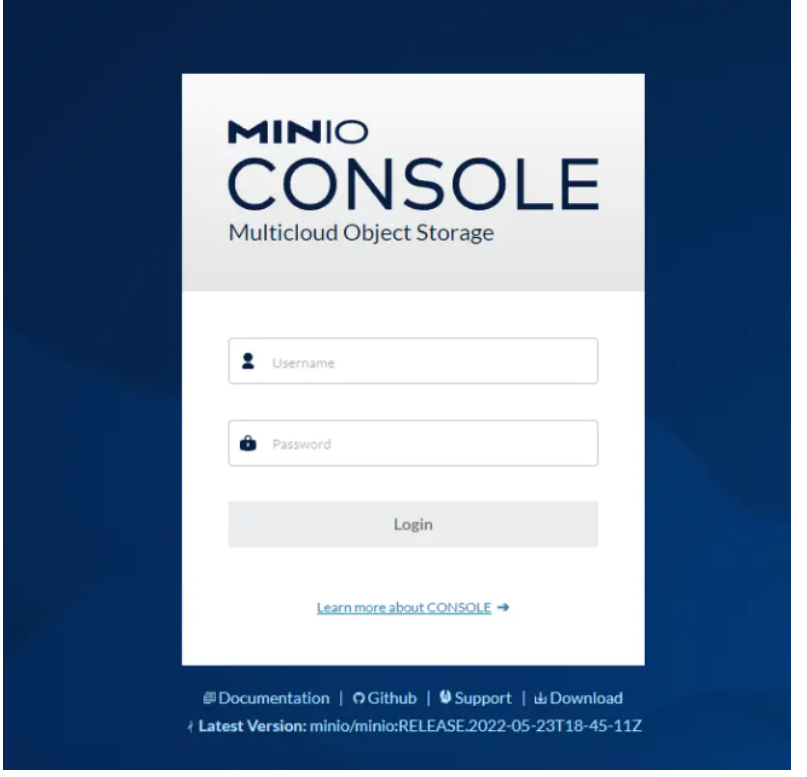 MINIO
CONSOLE
Multicloud Object Storage
Username
Password
Login
Learn more about CONSOLE ➔
Documentation | Github | Support | Download
Latest Version: minio/minio:RELEASE.2022-05-23T18-45-11Z